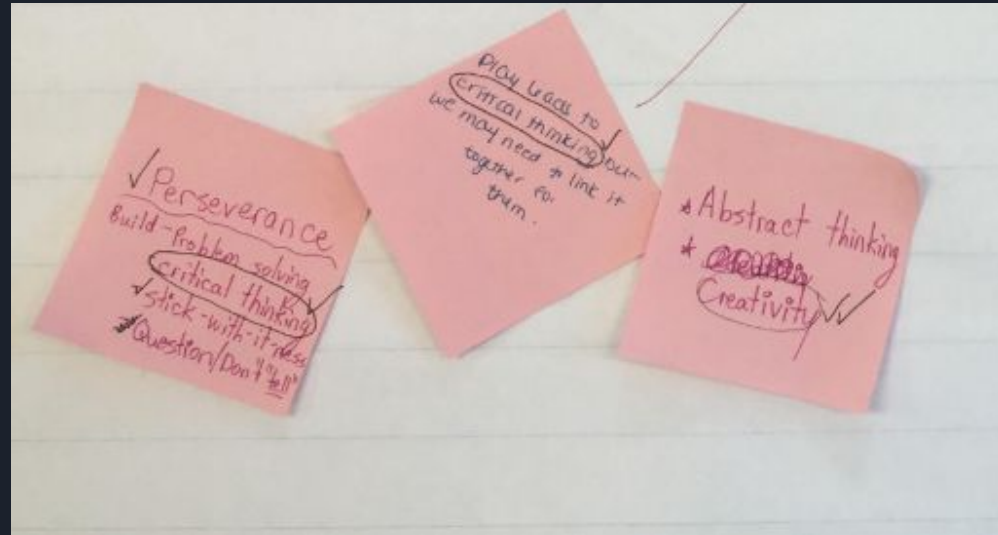 ✓Perseverance
Build-Problem solving
critical thinking ✓
✓stick-with-it-ness
*Question/Don't "tell"
Play leads to
critical thinking ✓
we may need to link it
together for
them.
*Abstract thinking
*
Creativity ✓✓